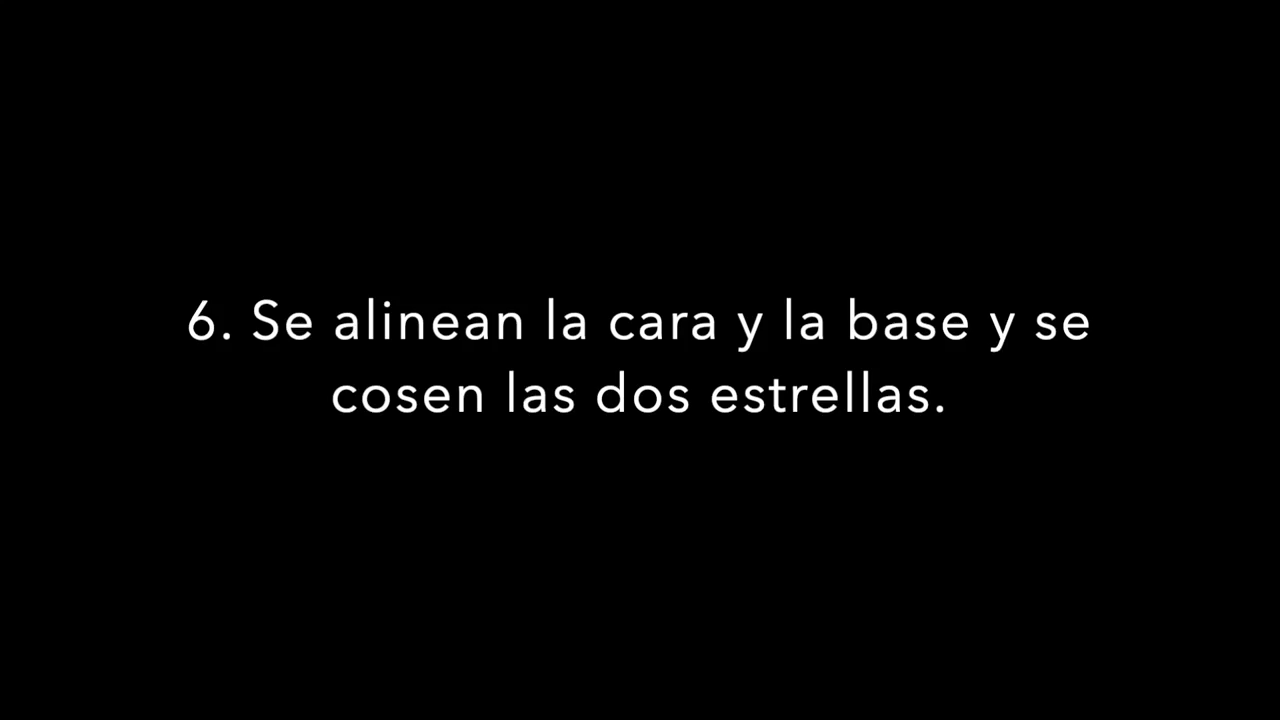 6. Se alinean la cara y la base y se
cosen las dos estrellas.